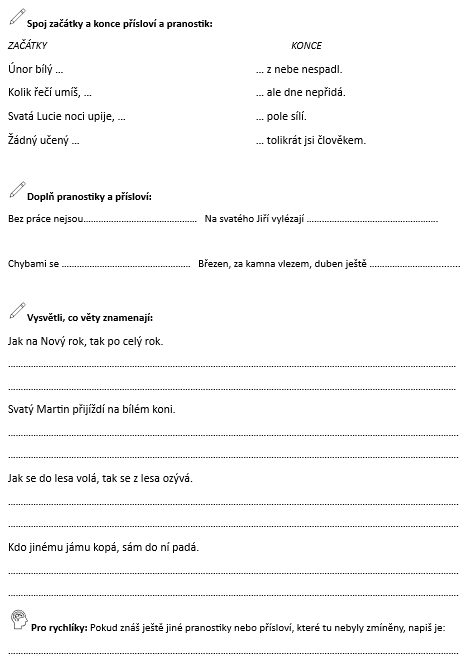 Spoj začátky a konce přísloví a pranostik:
ZAČÁTKY KONCE
Únor bílý ... ... z nebe nespadl.
Kolik řečí umíš, ... ... ale dne nepřidá.
Svatá Lucie noci upije, ... ... pole sílí.
Žádný učený ... ... tolikrát jsi člověkem.
Doplň pranostiky a přísloví:
Bez práce nejsou.......................................... Na svatého Jiří vylézají ................................................
Chybami se ............................................... Březen, za kamna vlezem, duben ještě ..................................
Vysvětli, co věty znamenají:
Jak na Nový rok, tak po celý rok.
Svatý Martin přijíždí na bílém koni.
Jak se do lesa volá, tak se z lesa ozývá.
Kdo jinému jámu kopá, sám do ní padá.
Pro rychlíky: Pokud znáš ještě jiné pranostiky nebo přísloví, které tu nebyly zmíněny, napiš je: